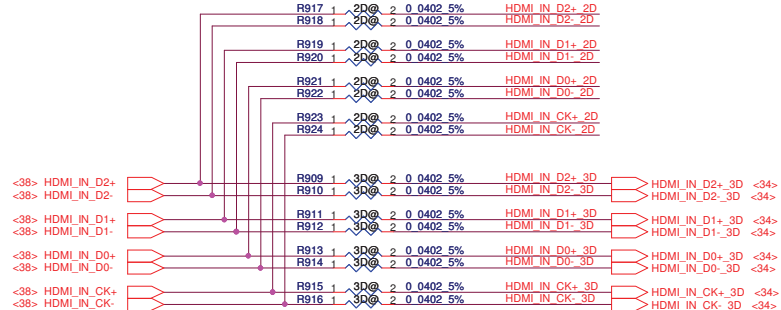 R917 1 2D@ 2 0_0402_5% HDMI_IN_D2+_2D
R918 1 2D@ 2 0_0402_5% HDMI_IN_D2-_2D
R919 1 2D@ 2 0_0402_5% HDMI_IN_D1+_2D
R920 1 2D@ 2 0_0402_5% HDMI_IN_D1-_2D
R921 1 2D@ 2 0_0402_5% HDMI_IN_D0+_2D
R922 1 2D@ 2 0_0402_5% HDMI_IN_D0-_2D
R923 1 2D@ 2 0_0402_5% HDMI_IN_CK+_2D
R924 1 2D@ 2 0_0402_5% HDMI_IN_CK-_2D
<38> HDMI_IN_D2+ R909 1 3D@ 2 0_0402_5% HDMI_IN_D2+_3D HDMI_IN_D2+_3D <34>
<38> HDMI_IN_D2- R910 1 3D@ 2 0_0402_5% HDMI_IN_D2-_3D HDMI_IN_D2-_3D <34>
<38> HDMI_IN_D1+ R911 1 3D@ 2 0_0402_5% HDMI_IN_D1+_3D HDMI_IN_D1+_3D <34>
<38> HDMI_IN_D1- R912 1 3D@ 2 0_0402_5% HDMI_IN_D1-_3D HDMI_IN_D1-_3D <34>
<38> HDMI_IN_D0+ R913 1 3D@ 2 0_0402_5% HDMI_IN_D0+_3D HDMI_IN_D0+_3D <34>
<38> HDMI_IN_D0- R914 1 3D@ 2 0_0402_5% HDMI_IN_D0-_3D HDMI_IN_D0-_3D <34>
<38> HDMI_IN_CK+ R915 1 3D@ 2 0_0402_5% HDMI_IN_CK+_3D HDMI_IN_CK+_3D <34>
<38> HDMI_IN_CK- R916 1 3D@ 2 0_0402_5% HDMI_IN_CK-_3D HDMI_IN_CK-_3D <34>